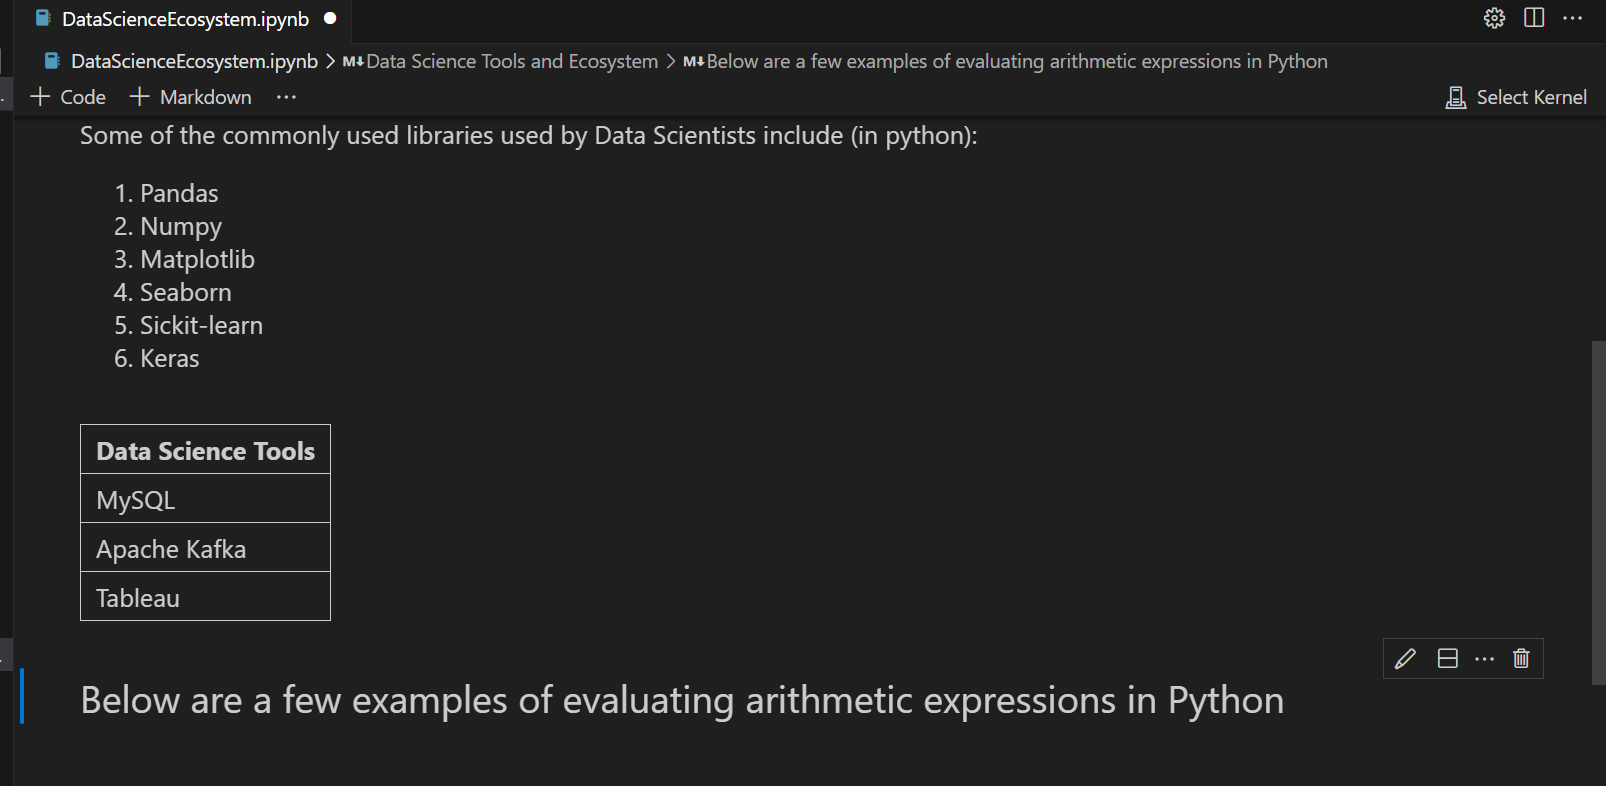 DataScienceEcosystem.ipynb
DataScienceEcosystem.ipynb > M↓ Data Science Tools and Ecosystem > M↓ Below are a few examples of evaluating arithmetic expressions in Python
+ Code + Markdown ... Select Kernel
Some of the commonly used libraries used by Data Scientists include (in python):
1. Pandas
2. Numpy
3. Matplotlib
4. Seaborn
5. Sickit-learn
6. Keras
Data Science Tools
MySQL
Apache Kafka
Tableau
Below are a few examples of evaluating arithmetic expressions in Python